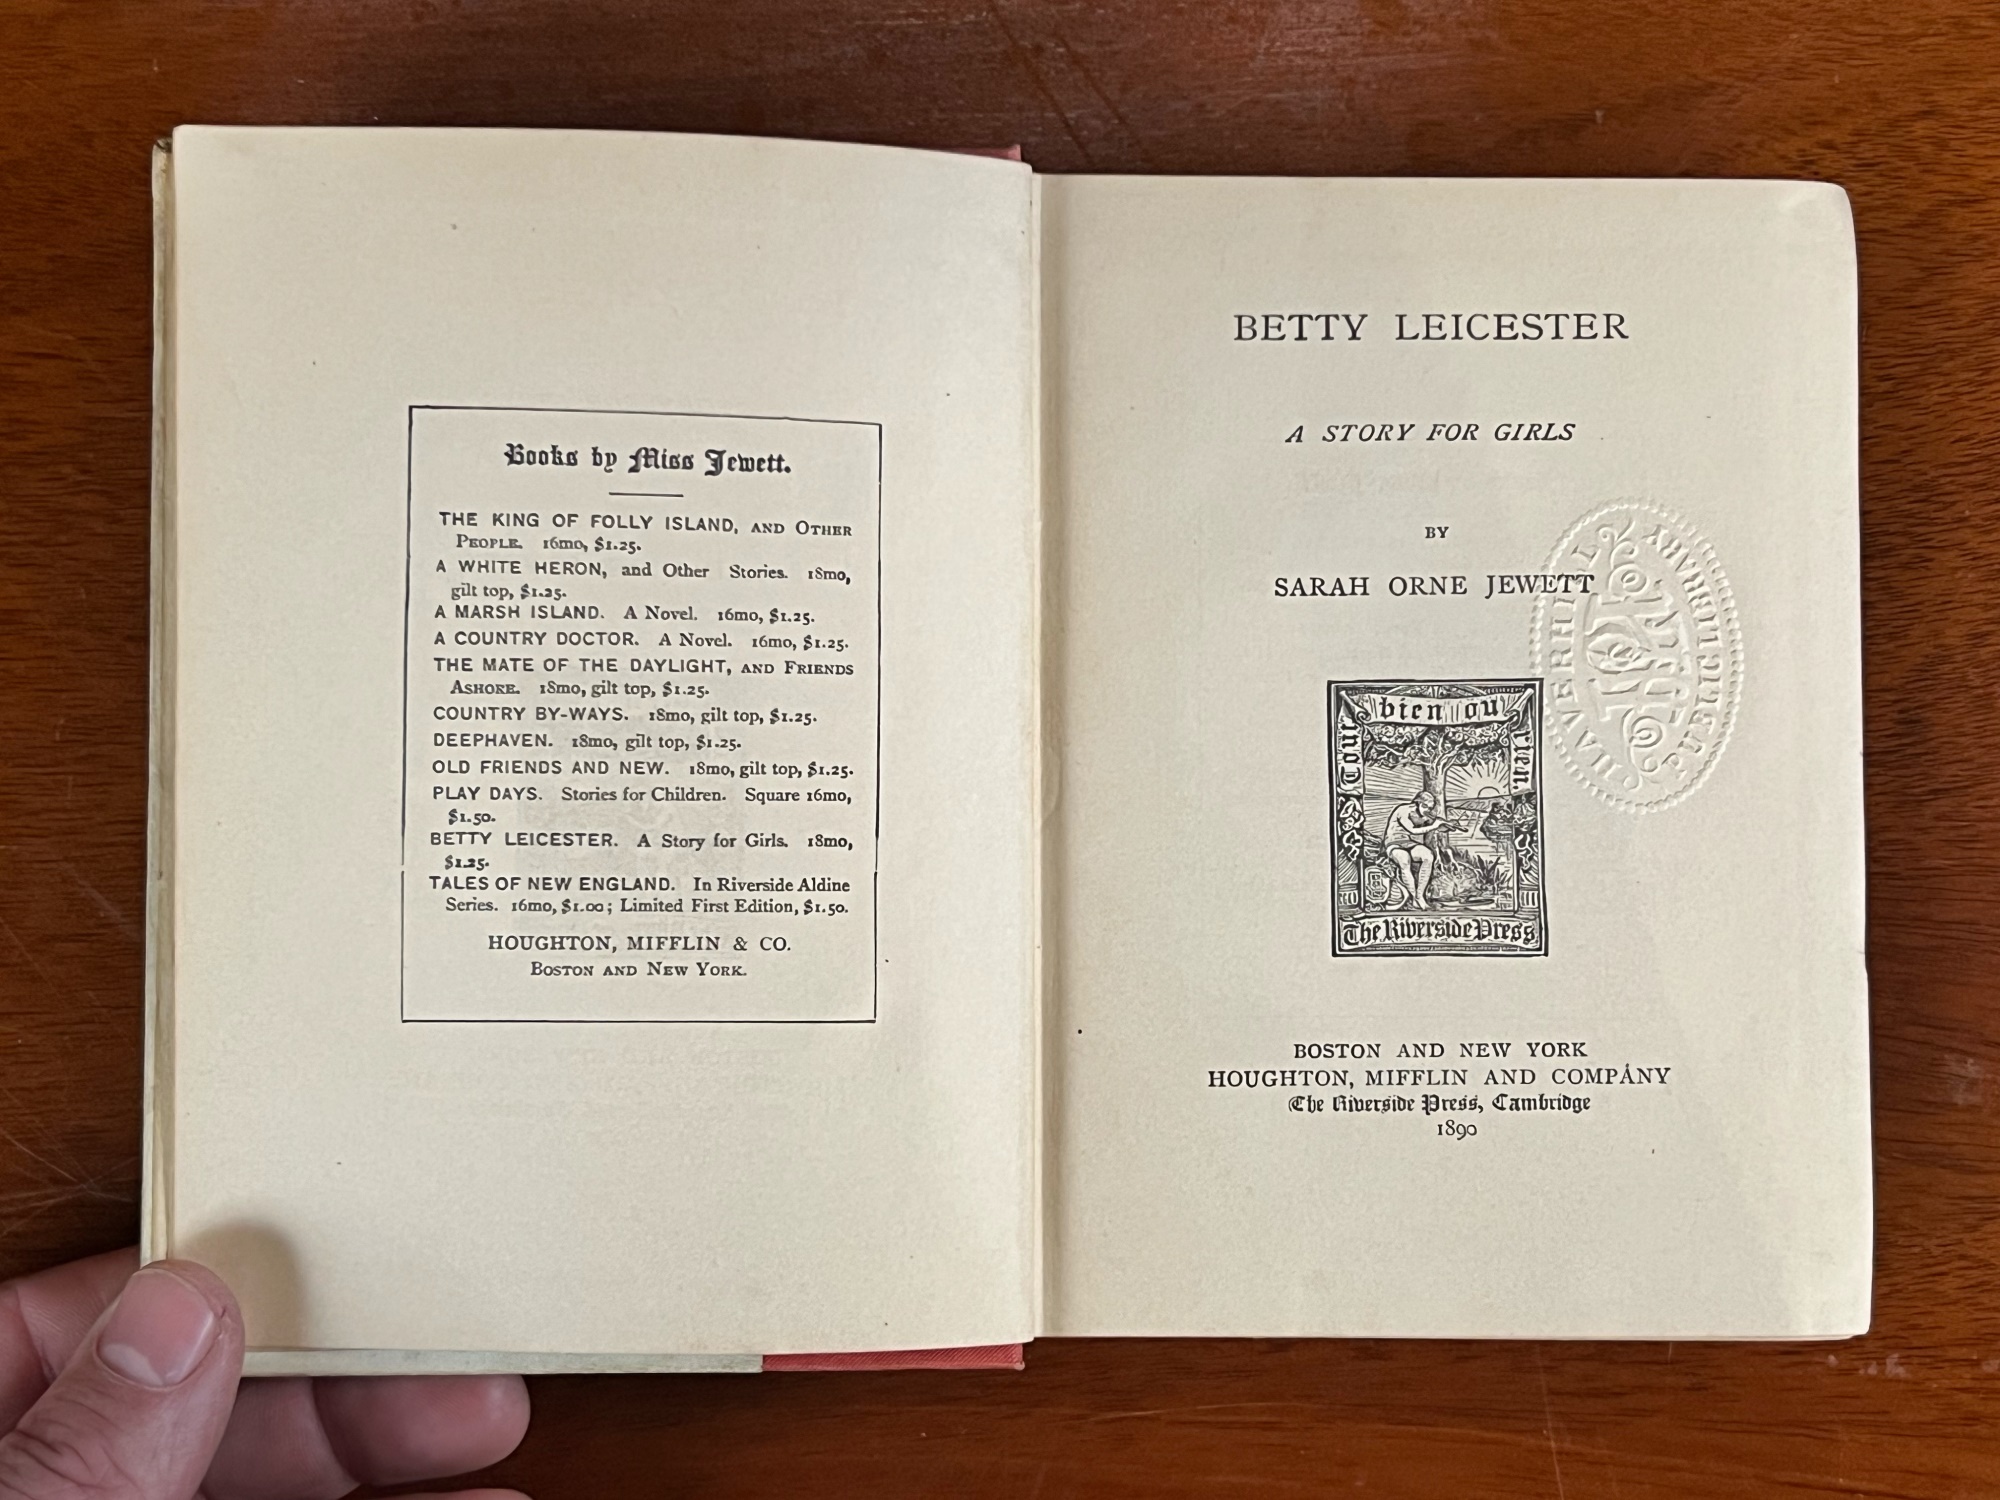 Books by Miss Jewett.
THE KING OF FOLLY ISLAND, AND OTHER
PEOPLE. 16mo, $1.25.
A WHITE HERON, and Other Stories. 18mo,
gilt top, $1.25.
A MARSH ISLAND. A Novel. 16mo, $1.25.
A COUNTRY DOCTOR. A Novel. 16mo, $1.25.
THE MATE OF THE DAYLIGHT, AND FRIENDS
ASHORE. 18mo, gilt top, $1.25.
COUNTRY BY-WAYS. 18mo, gilt top, $1.25.
DEEPHAVEN. 18mo, gilt top, $1.25.
OLD FRIENDS AND NEW. 18mo, gilt top, $1.25.
PLAY DAYS. Stories for Children. Square 16mo,
$1.50.
BETTY LEICESTER. A Story for Girls. 18mo,
$1.25.
TALES OF NEW ENGLAND. In Riverside Aldine
Series. 16mo, $1.00; Limited First Edition, $1.50.
HOUGHTON, MIFFLIN & CO.
BOSTON AND NEW YORK.
BETTY LEICESTER
A STORY FOR GIRLS
BY
SARAH ORNE JEWETT
HAVERHILL
PUBLIC LIBRARY
Tout bien ou rien.
The Riverside Press
BOSTON AND NEW YORK
HOUGHTON, MIFFLIN AND COMPANY
The Riverside Press, Cambridge
1890